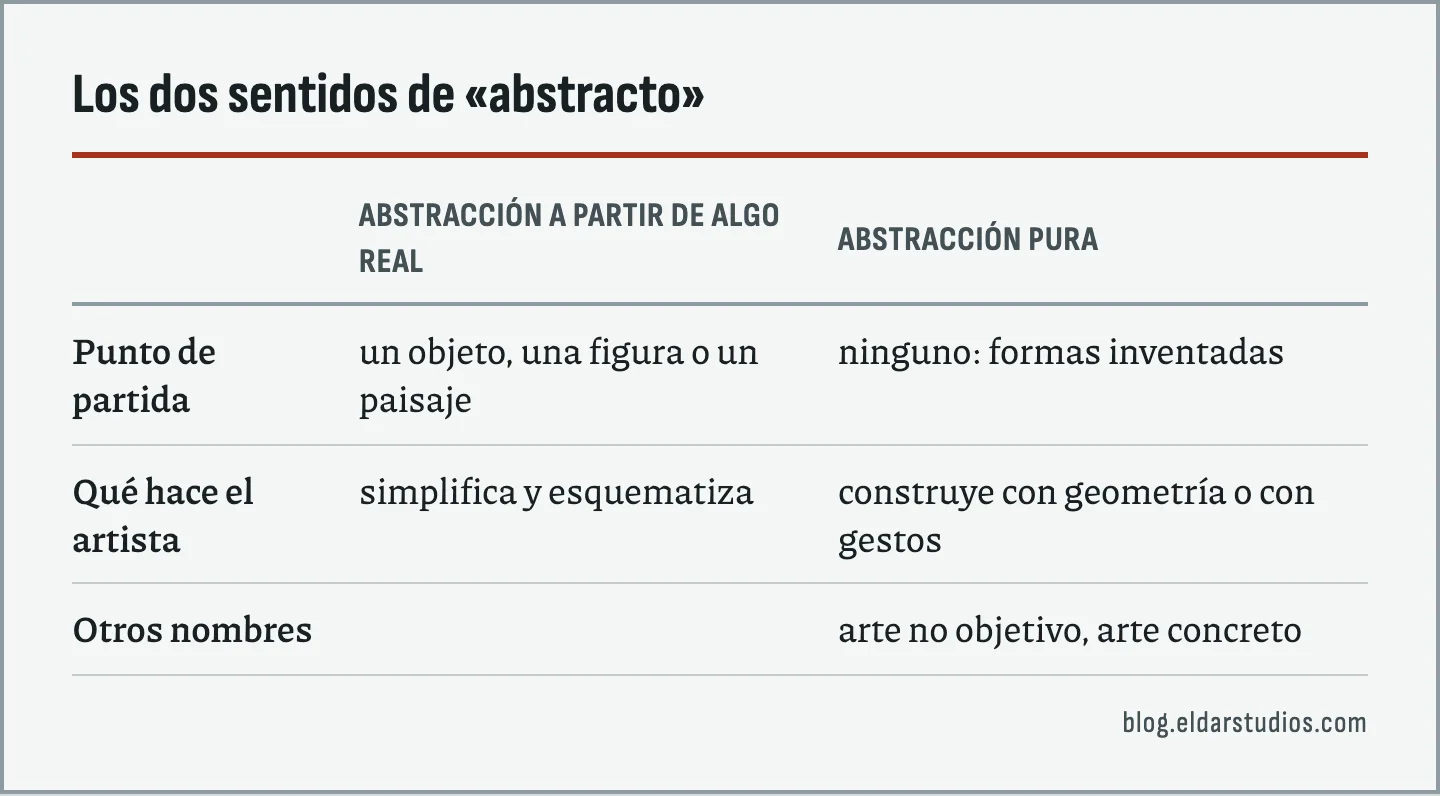 Los dos sentidos de «abstracto»
ABSTRACCIÓN A PARTIR DE ALGO
REAL
ABSTRACCIÓN PURA
Punto de
partida
un objeto, una figura o un
paisaje
ninguno: formas inventadas
Qué hace el
artista
simplifica y esquematiza
construye con geometría o con
gestos
Otros nombres
arte no objetivo, arte concreto
blog.eldarstudios.com